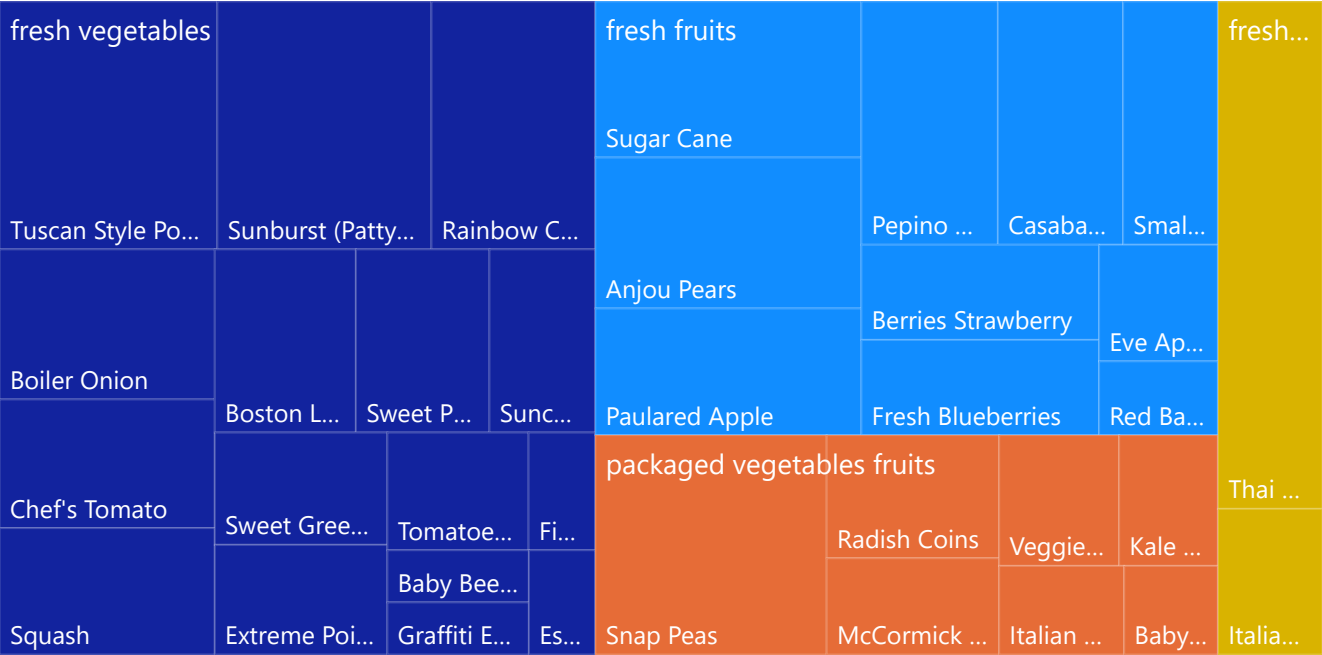 fresh vegetables
Tuscan Style Po...
Sunburst (Patty...
Rainbow C...
Boiler Onion
Boston L...
Sweet P...
Sunc...
Chef's Tomato
Sweet Gree...
Tomatoe...
Fi...
Squash
Extreme Poi...
Baby Bee...
Graffiti E...
Es...
fresh fruits
Sugar Cane
Anjou Pears
Paulared Apple
Pepino ...
Casaba...
Smal...
Berries Strawberry
Fresh Blueberries
Eve Ap...
Red Ba...
packaged vegetables fruits
Snap Peas
Radish Coins
McCormick ...
Veggie...
Kale ...
Italian ...
Baby...
fresh...
Thai ...
Italia...